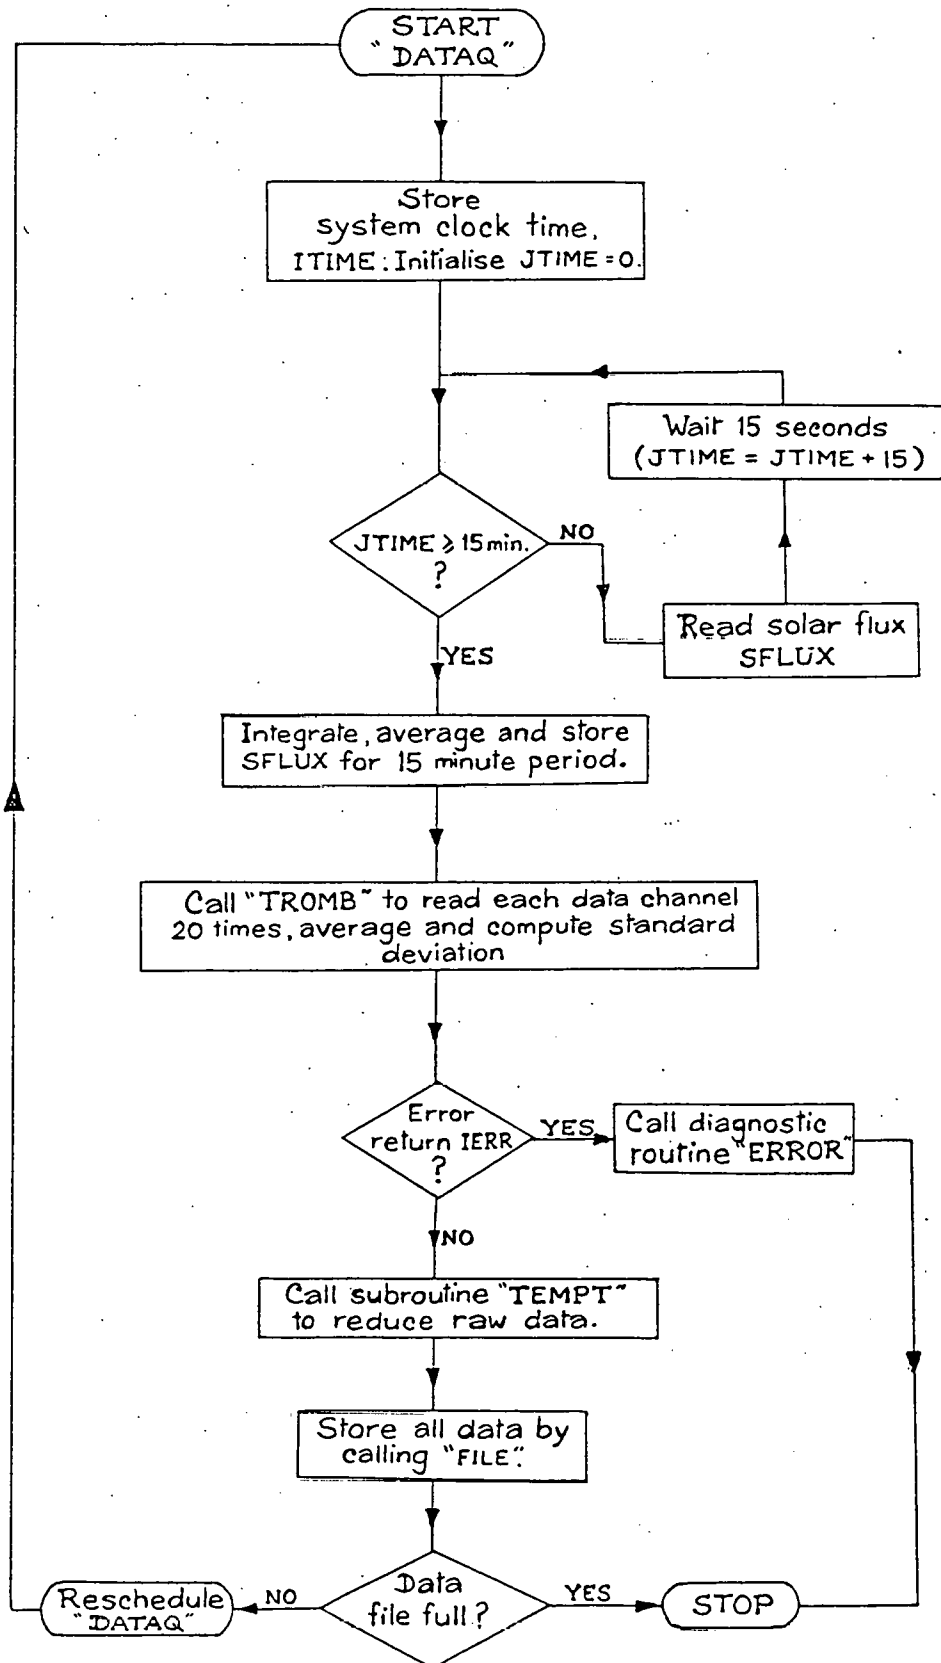 START
"DATAQ"
Store
system clock time,
ITIME: Initialise JTIME = 0.
Wait 15 seconds
(JTIME = JTIME + 15)
JTIME ⩾ 15 min.
?
NO
Read solar flux
SFLUX
YES
Integrate, average and store
SFLUX for 15 minute period.
Call "TROMB" to read each data channel
20 times, average and compute standard
deviation
Error
return IERR
?
YES
Call diagnostic
routine "ERROR"
NO
Call subroutine "TEMPT"
to reduce raw data.
Store all data by
calling "FILE".
Data
file full?
NO
Reschedule
"DATAQ"
YES
STOP